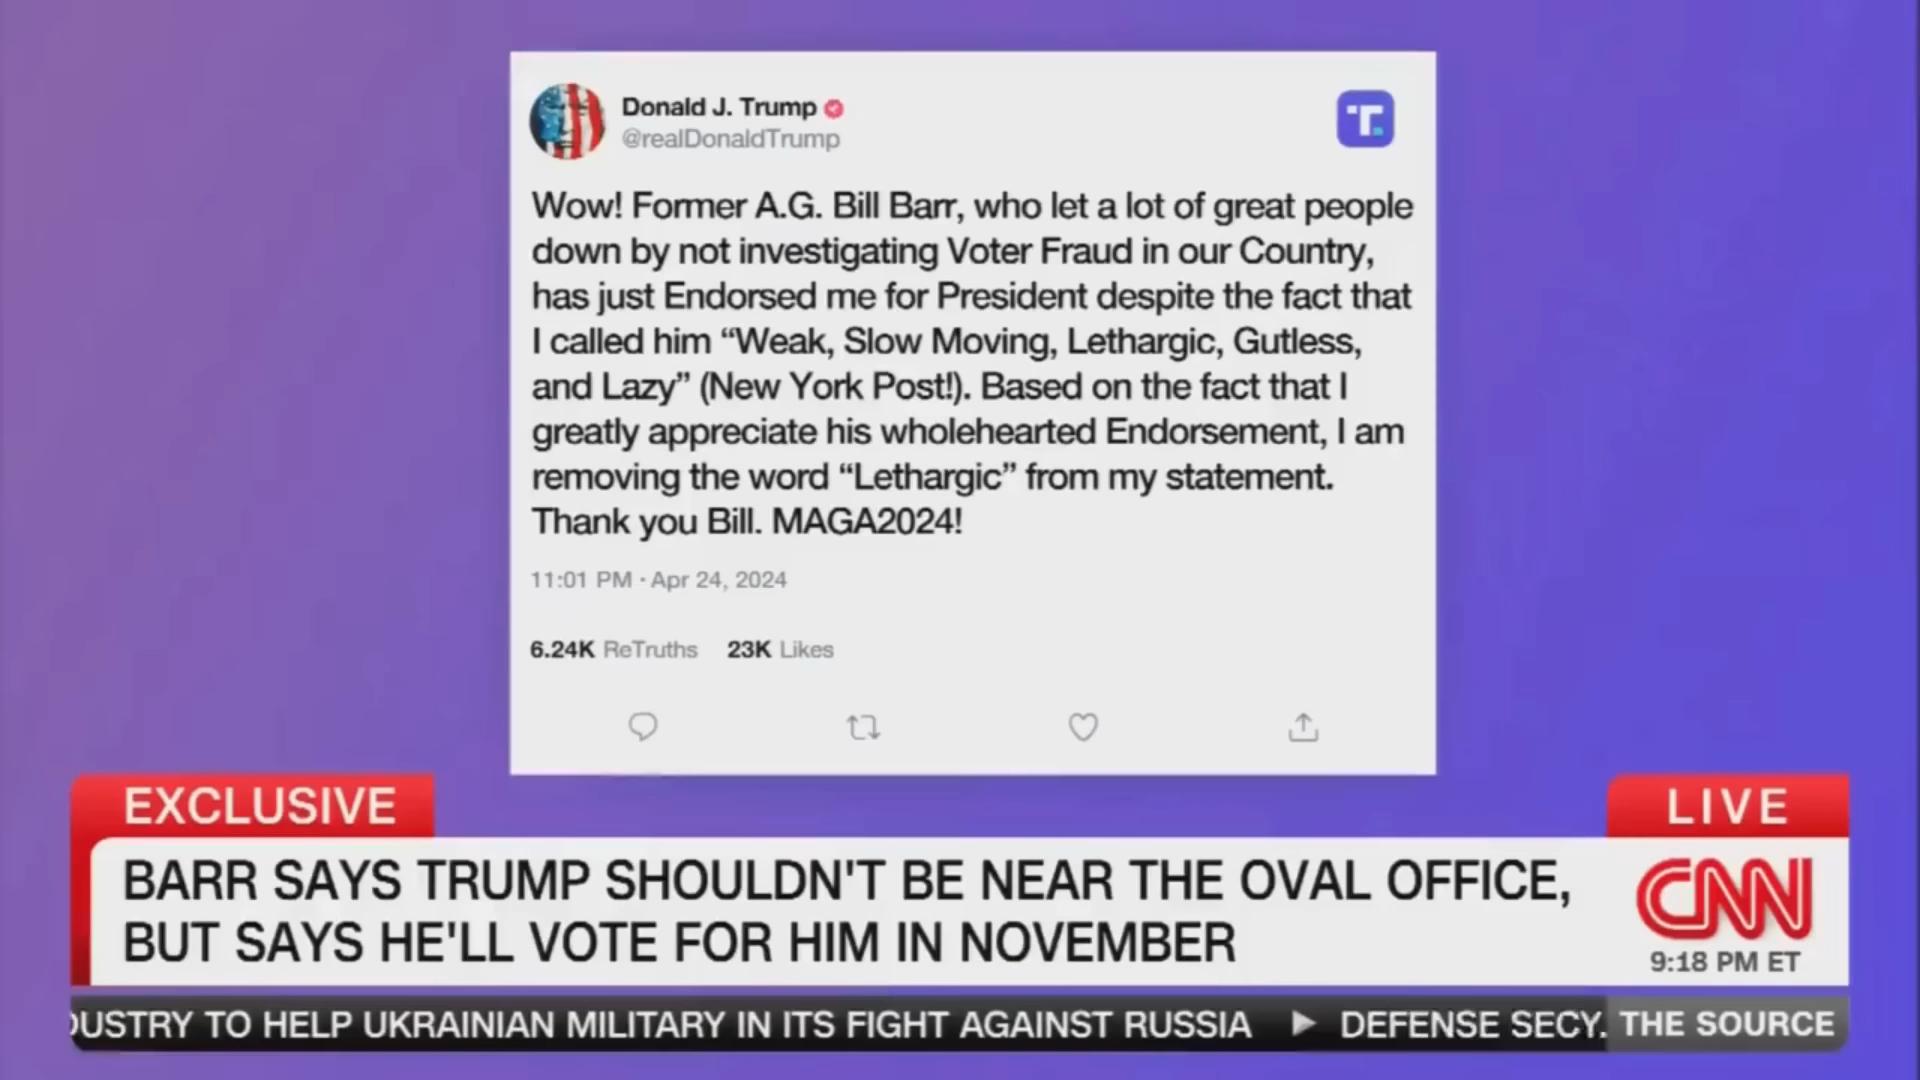 Donald J. Trump
@realDonaldTrump
T.
Wow! Former A.G. Bill Barr, who let a lot of great people
down by not investigating Voter Fraud in our Country,
has just Endorsed me for President despite the fact that
I called him “Weak, Slow Moving, Lethargic, Gutless,
and Lazy” (New York Post!). Based on the fact that I
greatly appreciate his wholehearted Endorsement, I am
removing the word “Lethargic” from my statement.
Thank you Bill. MAGA2024!
11:01 PM · Apr 24, 2024
6.24K ReTruths 23K Likes
EXCLUSIVE
LIVE
BARR SAYS TRUMP SHOULDN'T BE NEAR THE OVAL OFFICE,
BUT SAYS HE'LL VOTE FOR HIM IN NOVEMBER
CNN
9:18 PM ET
DUSTRY TO HELP UKRAINIAN MILITARY IN ITS FIGHT AGAINST RUSSIA ▶ DEFENSE SECY.
THE SOURCE